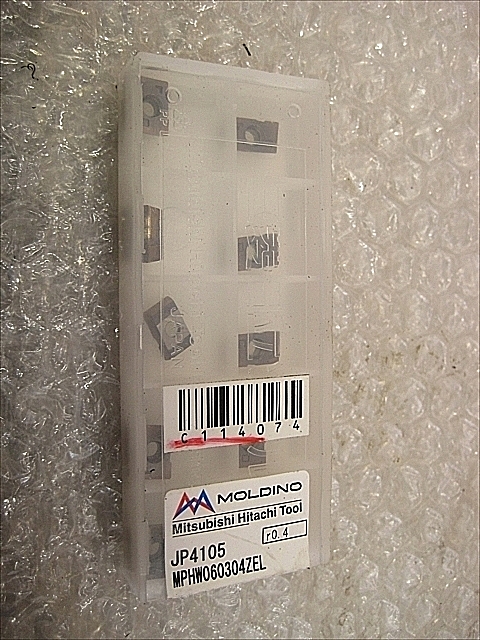 C114074
MOLDINO
Mitsubishi Hitachi Tool
r0.4
JP4105
MPHW060304ZEL